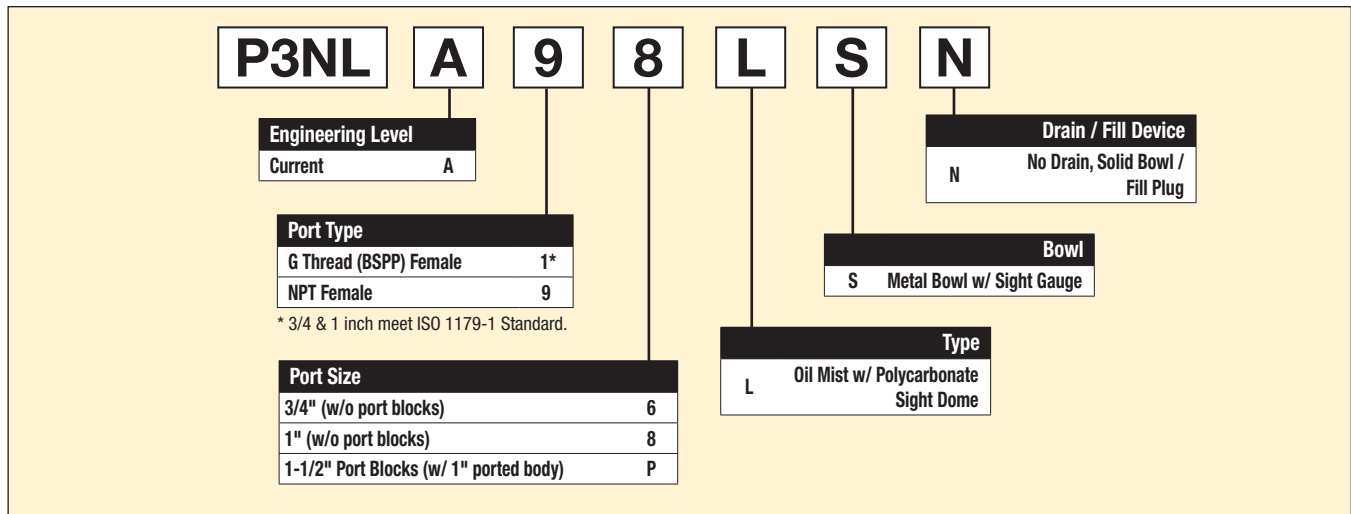 P3NL A 9 8 L S N
Engineering Level
Current A
Drain / Fill Device
N No Drain, Solid Bowl /
Fill Plug
Port Type
G Thread (BSPP) Female 1*
NPT Female 9
* 3/4 & 1 inch meet ISO 1179-1 Standard.
Bowl
S Metal Bowl w/ Sight Gauge
Type
L Oil Mist w/ Polycarbonate
Sight Dome
Port Size
3/4" (w/o port blocks) 6
1" (w/o port blocks) 8
1-1/2" Port Blocks (w/ 1" ported body) P